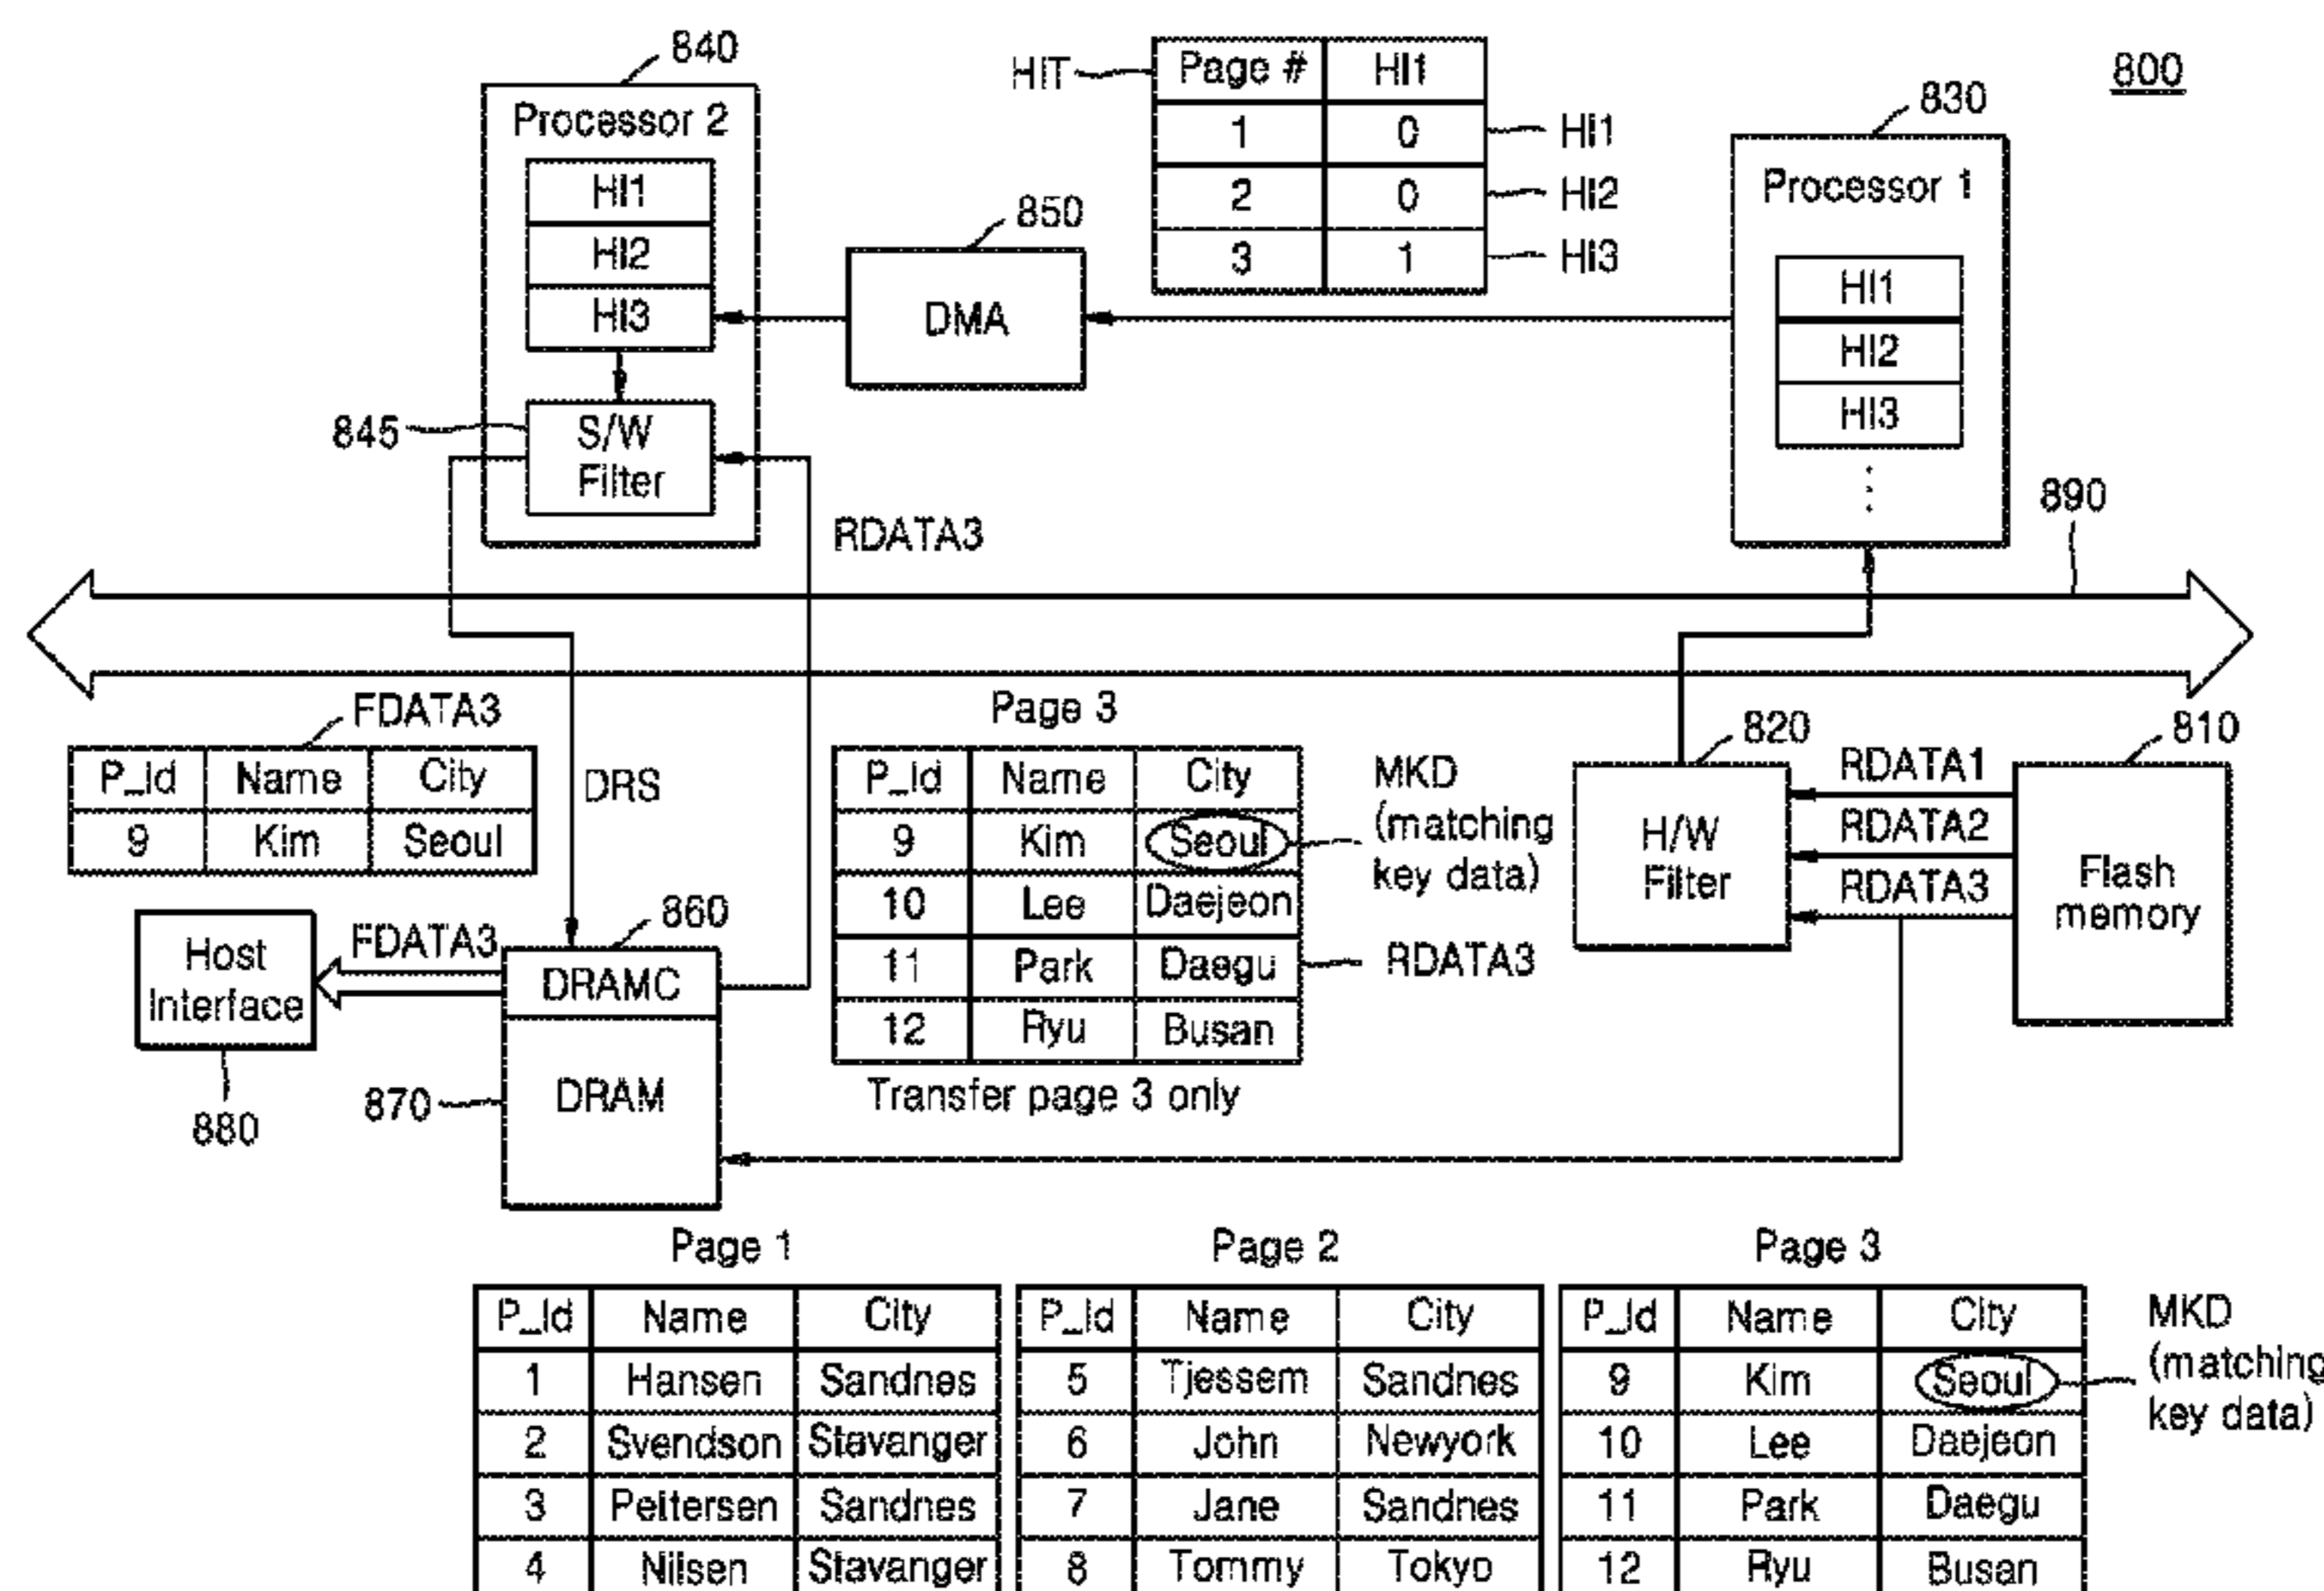 800
840
Processor 2
HI1
HI2
HI3
845
S/W
Filter
850
DMA
HIT
Page # HI1
1 0 HI1
2 0 HI2
3 1 HI3
830
Processor 1
HI1
HI2
HI3
890
RDATA3
FDATA3
P_Id Name City
9 Kim Seoul
DRS
Page 3
P_Id Name City
9 Kim Seoul
10 Lee Daejeon
11 Park Daegu
12 Ryu Busan
Transfer page 3 only
MKD
(matching
key data)
RDATA3
820
H/W
Filter
RDATA1
RDATA2
RDATA3
810
Flash
memory
Host
Interface
880
FDATA3
860
DRAMC
870
DRAM
Page 1
P_Id Name City
1 Hansen Sandnes
2 Svendson Stavanger
3 Pettersen Sandnes
4 Nilsen Stavanger
Page 2
P_Id Name City
5 Tjessem Sandnes
6 John Newyork
7 Jane Sandnes
8 Tommy Tokyo
Page 3
P_Id Name City
9 Kim Seoul
10 Lee Daejeon
11 Park Daegu
12 Ryu Busan
MKD
(matching
key data)